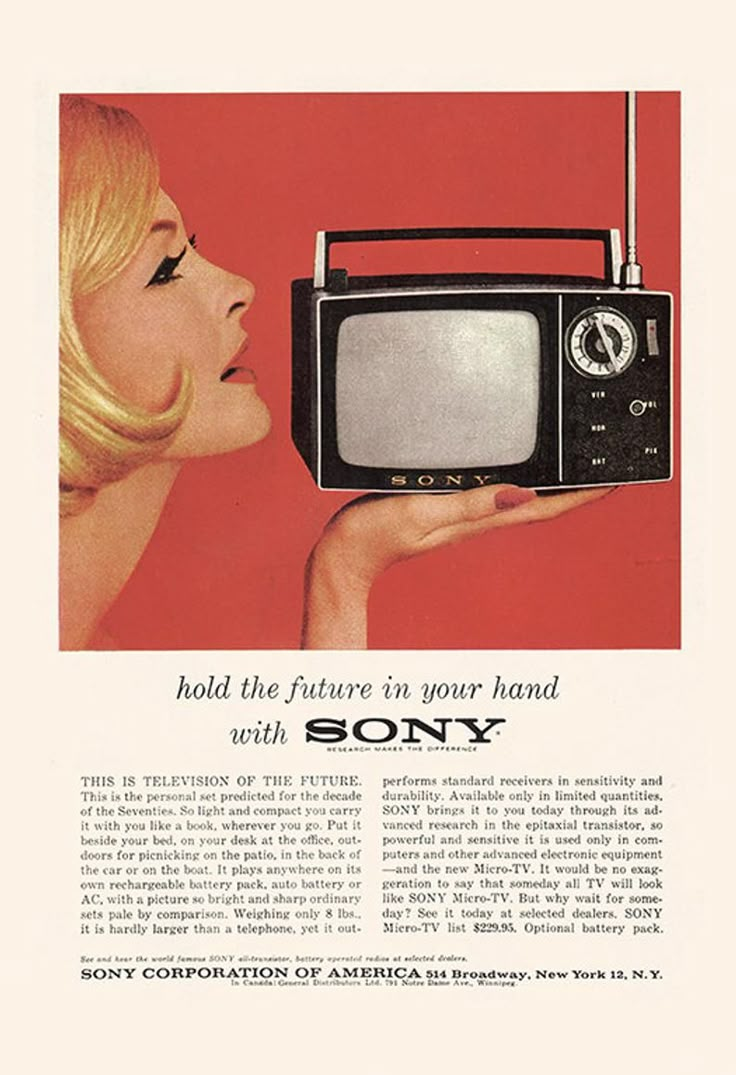 VER
VOL
HOR
BRT
PIX
SONY
hold the future in your hand
with SONY®
RESEARCH MAKES THE DIFFERENCE
THIS IS TELEVISION OF THE FUTURE.
This is the personal set predicted for the decade
of the Seventies. So light and compact you carry
it with you like a book, wherever you go. Put it
beside your bed, on your desk at the office, out-
doors for picnicking on the patio, in the back of
the car or on the boat. It plays anywhere on its
own rechargeable battery pack, auto battery or
AC, with a picture so bright and sharp ordinary
sets pale by comparison. Weighing only 8 lbs.,
it is hardly larger than a telephone, yet it out-
performs standard receivers in sensitivity and
durability. Available only in limited quantities,
SONY brings it to you today through its ad-
vanced research in the epitaxial transistor, so
powerful and sensitive it is used only in com-
puters and other advanced electronic equipment
—and the new Micro-TV. It would be no exag-
geration to say that someday all TV will look
like SONY Micro-TV. But why wait for some-
day? See it today at selected dealers. SONY
Micro-TV list $229.95. Optional battery pack.
See and hear the world famous SONY all-transistor, battery operated radios at selected dealers.
SONY CORPORATION OF AMERICA 514 Broadway, New York 12, N.Y.
In Canada: General Distributors Ltd. 791 Notre Dame Ave., Winnipeg.